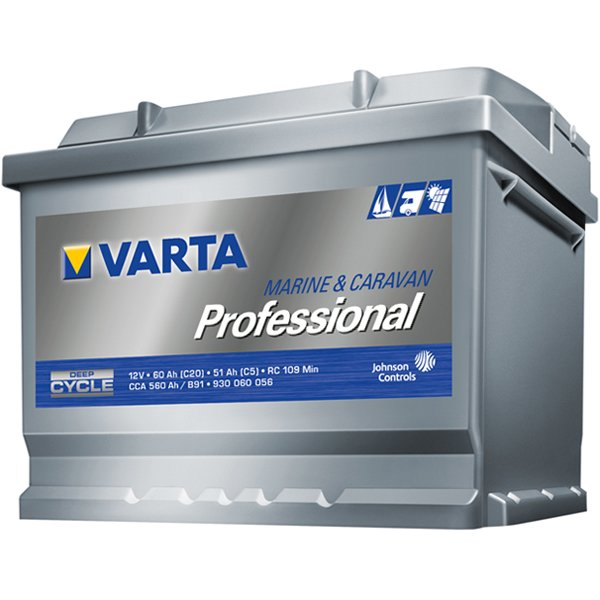 VARTA
MARINE & CARAVAN
Professional
DEEP
CYCLE
12V • 60 Ah (C20) • 51 Ah (C5) • RC 109 Min
CCA 560 Ah / B91 • 930 060 056
Johnson
Controls